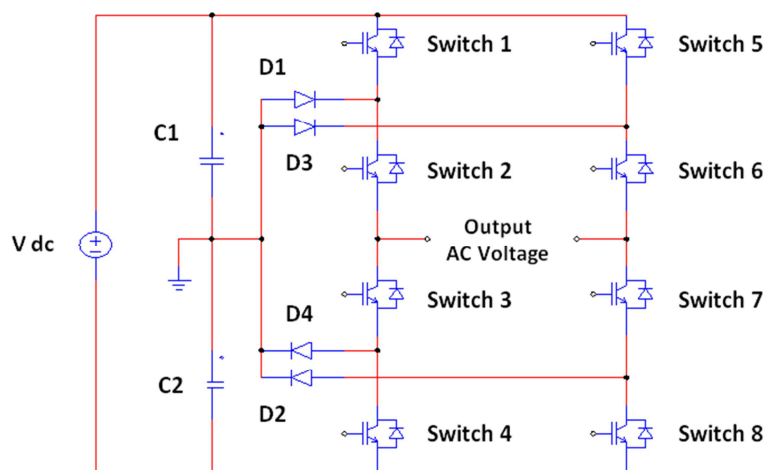 Switch 1
Switch 5
D1
C1
D3
Switch 2
Switch 6
V dc
Output
AC Voltage
Switch 3
Switch 7
D4
C2
D2
Switch 4
Switch 8